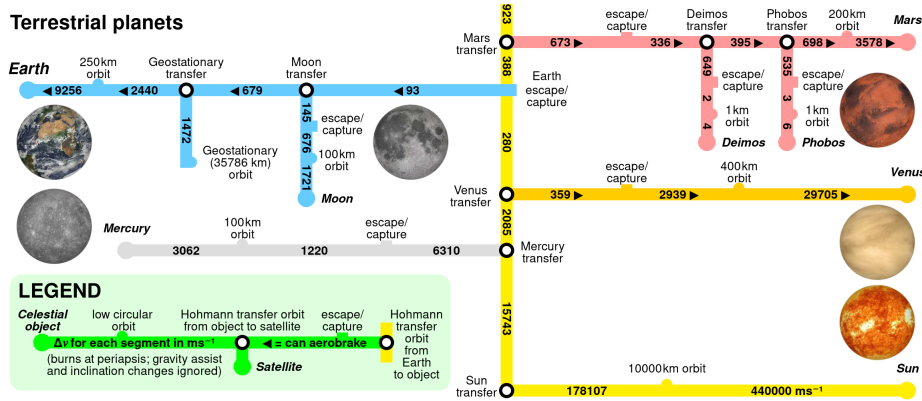 Terrestrial planets
923
Mars
transfer
673 ▶
escape/
capture
336 ▶
Deimos
transfer
395 ▶
Phobos
transfer
698 ▶
200km
orbit
3578 ▶
Mars
649
escape/
capture
2
1km
orbit
4
Deimos
535
escape/
capture
3
1km
orbit
6
Phobos
388
Earth
250km
orbit
◀ 9256
◀ 2440
Geostationary
transfer
◀ 679
Moon
transfer
◀ 93
Earth
escape/
capture
1472
Geostationary
(35786 km)
orbit
145
escape/
capture
676
100km
orbit
1721
Moon
280
Venus
transfer
359 ▶
escape/
capture
2939 ▶
400km
orbit
29705 ▶
Venus
2085
Mercury
3062
100km
orbit
1220
escape/
capture
6310
Mercury
transfer
15743
Sun
transfer
178107
10000km orbit
440000 ms⁻¹
Sun
LEGEND
Celestial
object
low circular
orbit
Hohmann transfer orbit
from object to satellite
escape/
capture
Hohmann
transfer
orbit
from
Earth
to object
Δv for each segment in ms⁻¹
◀ = can aerobrake
(burns at periapsis; gravity assist
and inclination changes ignored)
Satellite